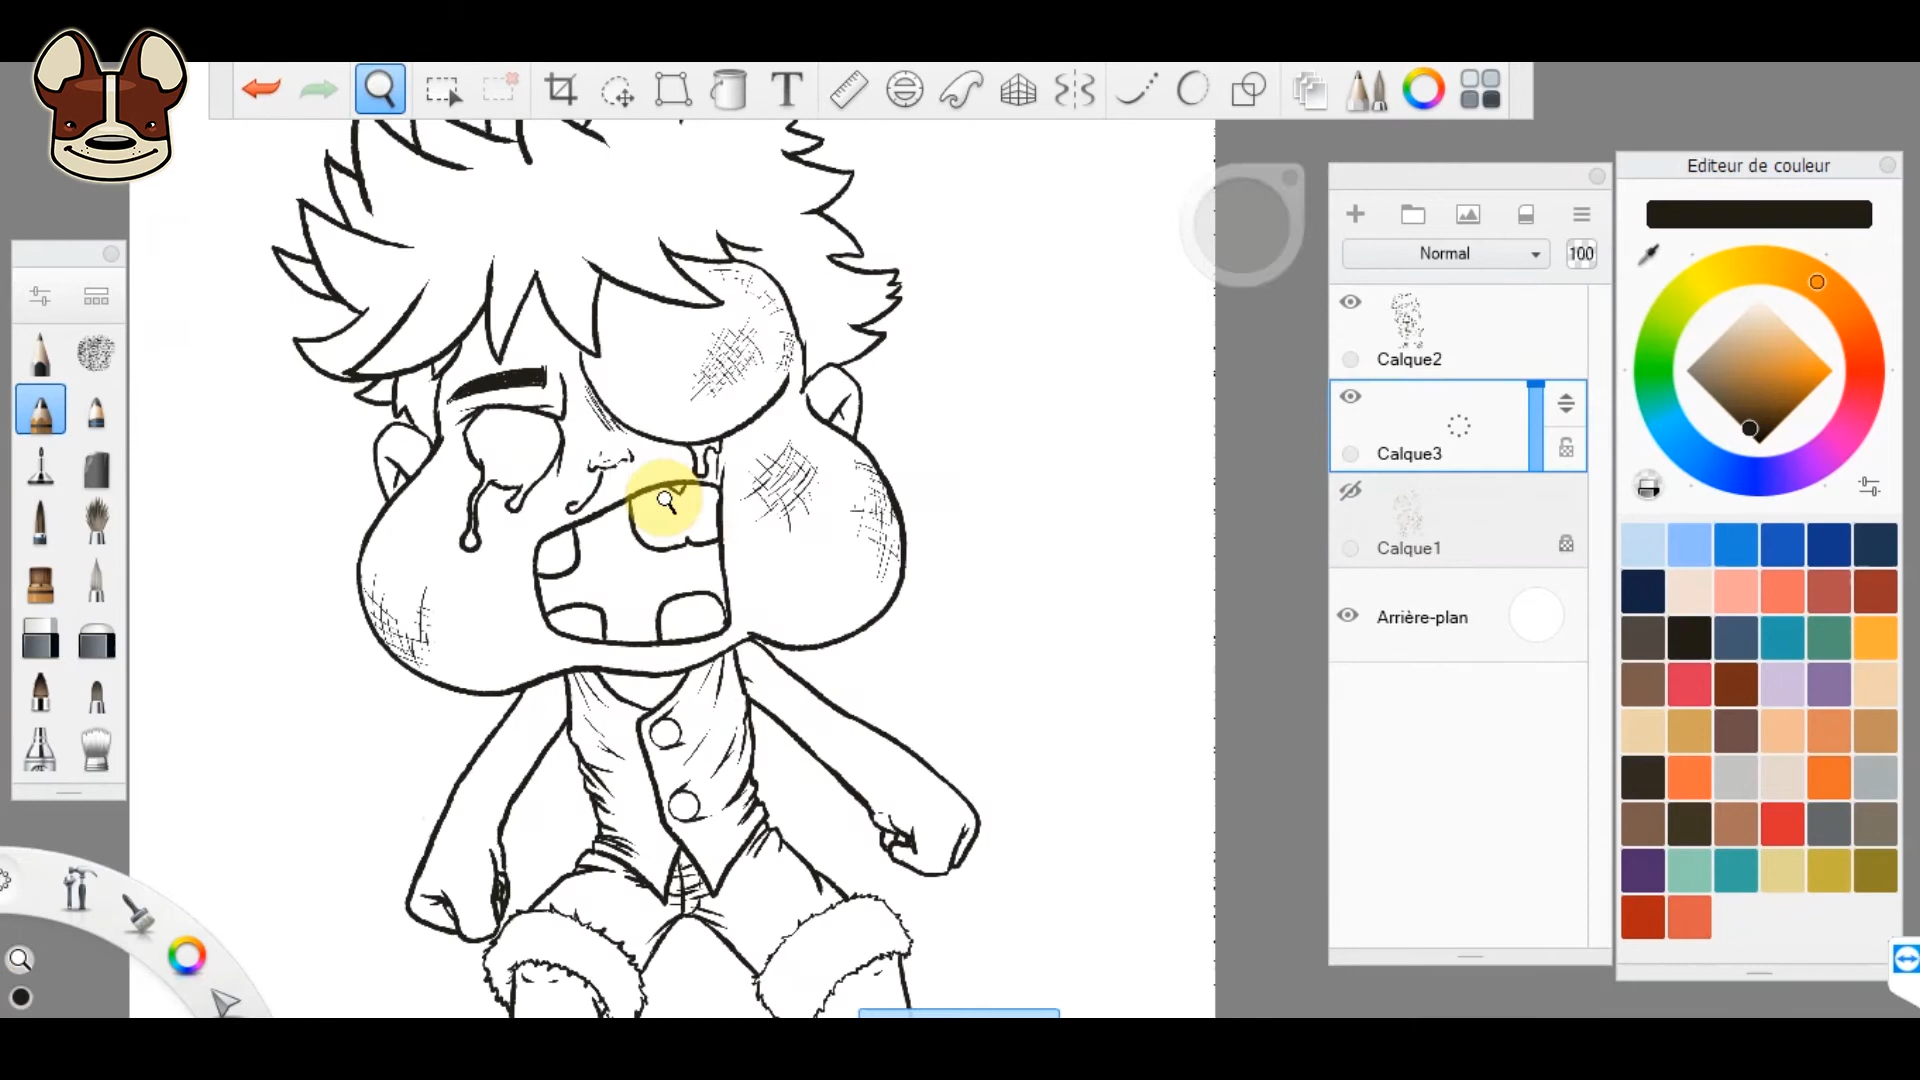 T
Editeur de couleur
Normal
100
Calque2
Calque3
Calque1
Arrière-plan